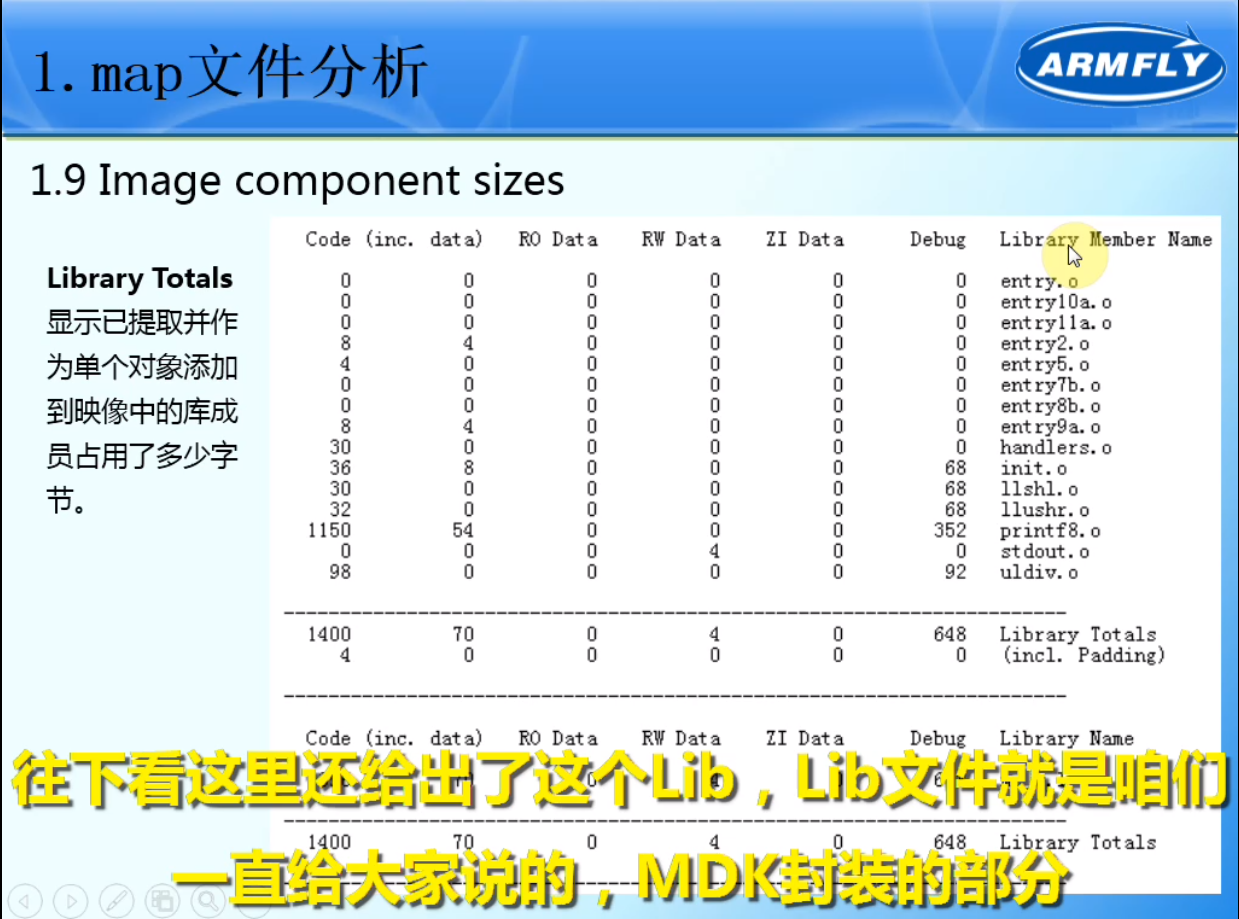 1.map文件分析
ARMFLY
1.9 Image component sizes
Library Totals
显示已提取并作
为单个对象添加
到映像中的库成
员占用了多少字
节。
Code (inc. data) RO Data RW Data ZI Data Debug Library Member Name
0 0 0 0 0 0 entry.o
0 0 0 0 0 0 entry10a.o
0 0 0 0 0 0 entry11a.o
8 4 0 0 0 0 entry2.o
4 0 0 0 0 0 entry5.o
0 0 0 0 0 0 entry7b.o
0 0 0 0 0 0 entry8b.o
8 4 0 0 0 0 entry9a.o
30 0 0 0 0 0 handlers.o
36 8 0 0 0 68 init.o
30 0 0 0 0 68 llshl.o
32 0 0 0 0 68 llushr.o
1150 54 0 0 0 352 printf8.o
0 0 0 4 0 0 stdout.o
98 0 0 0 0 92 uldiv.o
1400 70 0 4 0 648 Library Totals
4 0 0 0 0 0 (incl. Padding)
Code (inc. data) RO Data RW Data ZI Data Debug Library Name
往下看这里还给出了这个Lib，Lib文件就是咱们
1400 70 0 4 0 648 Library Totals
一直给大家说的，MDK封装的部分